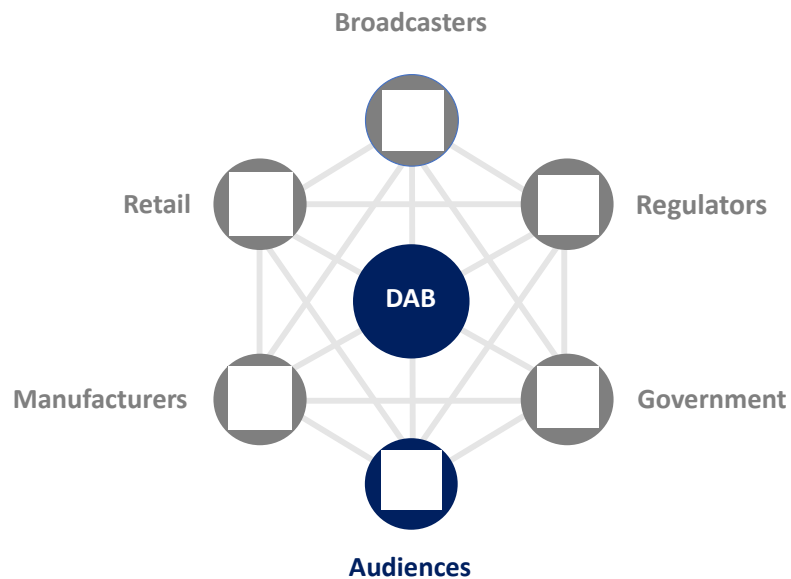 Broadcasters
Retail
Regulators
DAB
Manufacturers
Government
Audiences